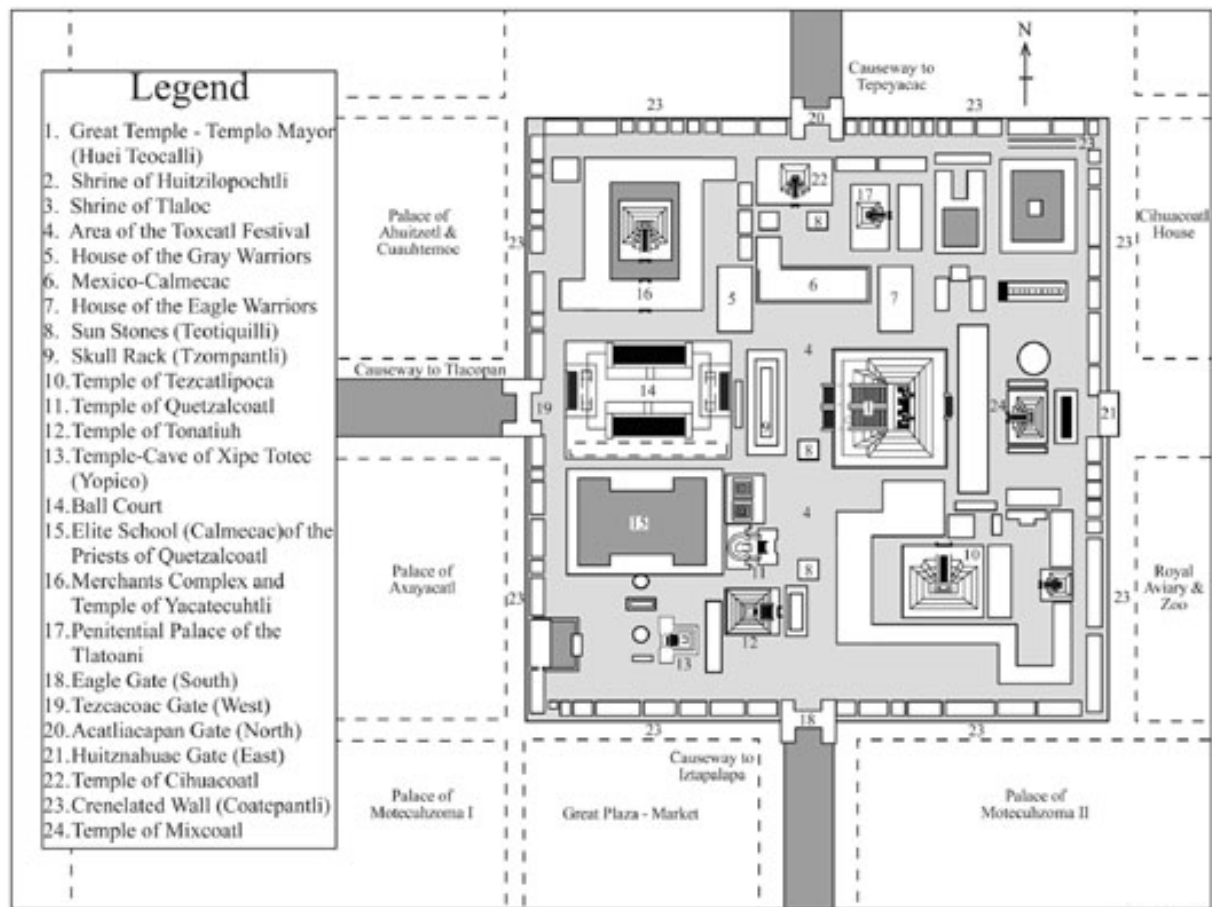 Legend
1. Great Temple - Templo Mayor
(Huei Teocalli)
2. Shrine of Huitzilopochtli
3. Shrine of Tlaloc
4. Area of the Toxcatl Festival
5. House of the Gray Warriors
6. Mexico-Calmecac
7. House of the Eagle Warriors
8. Sun Stones (Teotiquilli)
9. Skull Rack (Tzompantli)
10. Temple of Tezcatlipoca
11. Temple of Quetzalcoatl
12. Temple of Tonatiuh
13. Temple-Cave of Xipe Totec
(Yopico)
14. Ball Court
15. Elite School (Calmecac)of the
Priests of Quetzalcoatl
16. Merchants Complex and
Temple of Yacatecuhtli
17. Penitential Palace of the
Tlatoani
18. Eagle Gate (South)
19. Tezcacoac Gate (West)
20. Acatliacapan Gate (North)
21. Huitznahuac Gate (East)
22. Temple of Cihuacoatl
23. Crenelated Wall (Coatepantli)
24. Temple of Mixcoatl
N
Causeway to
Tepeyacac
23
20
23
23
22
17
8
Palace of
Ahuitzotl &
Cuauhtemoc
23
16
5
6
7
23
Cihuacoatl
House
4
Causeway to Tlacopan
19
14
9
1
8
24
21
15
4
11
8
10
Palace of
Axayacatl
23
12
13
23
Royal
Aviary &
Zoo
23
18
23
Causeway to
Iztapalapa
Palace of
Motecuhzoma I
Great Plaza - Market
Palace of
Motecuhzoma II